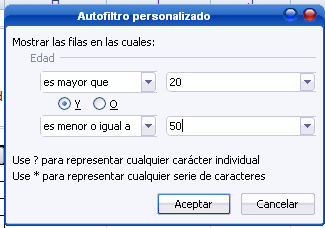 Autofiltro personalizado
Mostrar las filas en las cuales:
Edad
es mayor que 20
Y O
es menor o igual a 50
Use ? para representar cualquier carácter individual
Use * para representar cualquier serie de caracteres
Aceptar Cancelar